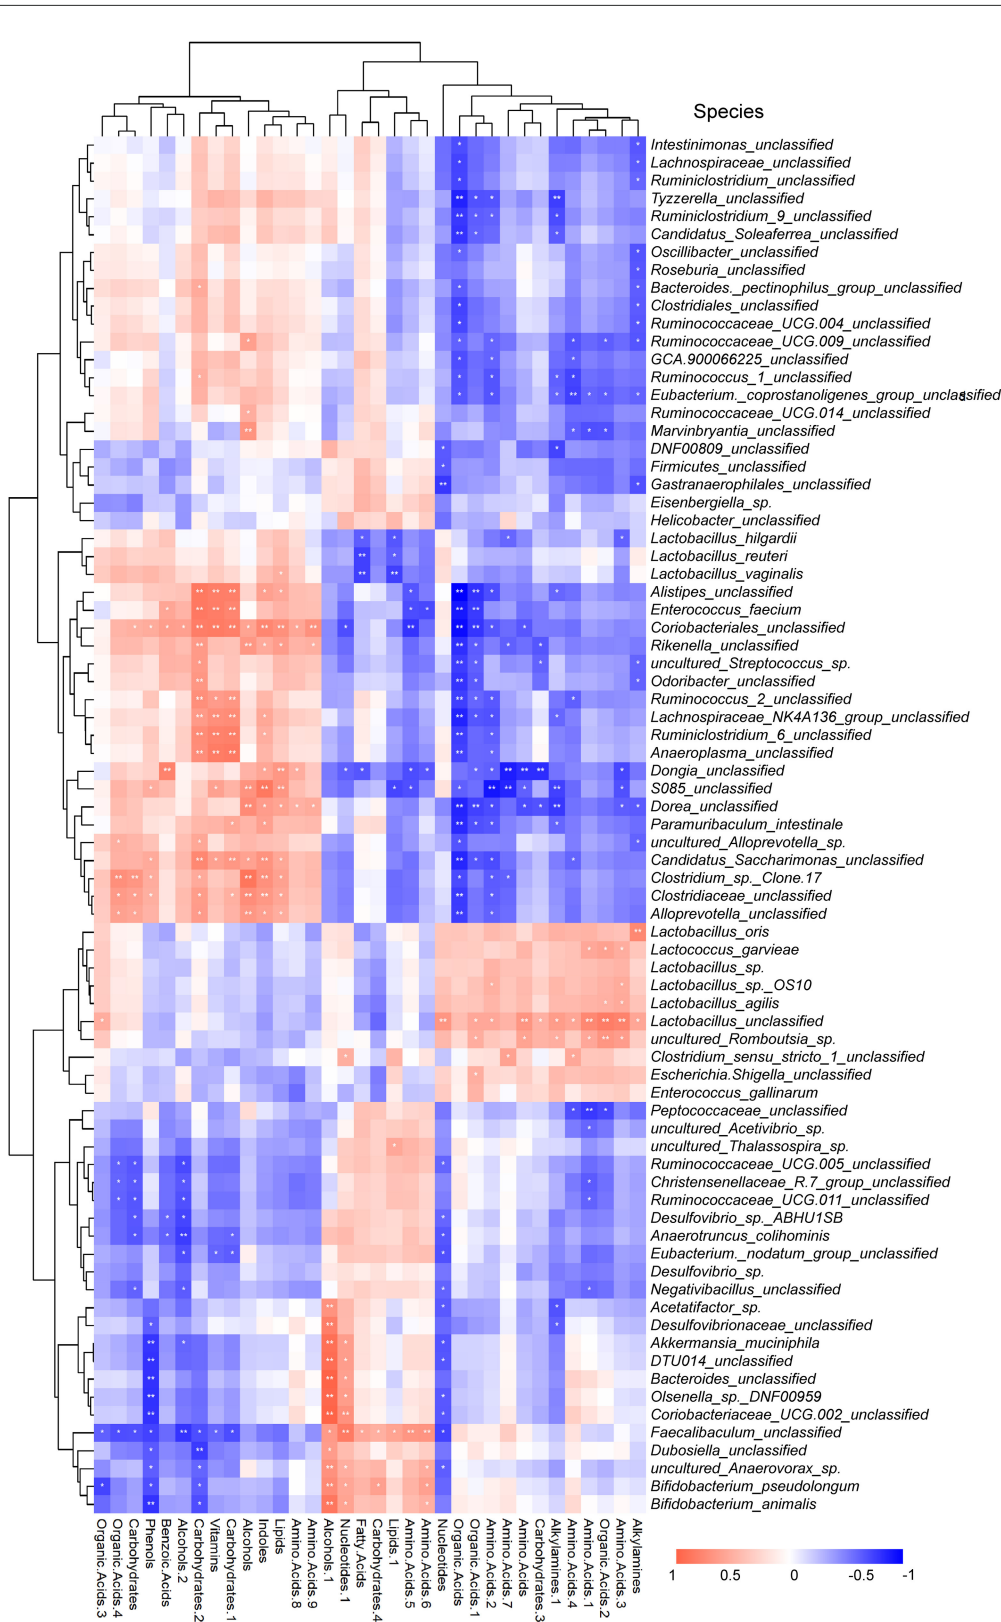 Species
Intestinimonas_unclassified
Lachnospiraceae_unclassified
Ruminiclostridium_unclassified
Tyzzerella_unclassified
Ruminiclostridium_9_unclassified
Candidatus_Soleaferrea_unclassified
Oscillibacter_unclassified
Roseburia_unclassified
Bacteroides._pectinophilus_group_unclassified
Clostridiales_unclassified
Ruminococcaceae_UCG.004_unclassified
Ruminococcaceae_UCG.009_unclassified
GCA.900066225_unclassified
Ruminococcus_1_unclassified
Eubacterium._coprostanoligenes_group_unclassified
Ruminococcaceae_UCG.014_unclassified
Marvinbryantia_unclassified
DNF00809_unclassified
Firmicutes_unclassified
Gastranaerophilales_unclassified
Eisenbergiella_sp.
Helicobacter_unclassified
Lactobacillus_hilgardii
Lactobacillus_reuteri
Lactobacillus_vaginalis
Alistipes_unclassified
Enterococcus_faecium
Coriobacteriales_unclassified
Rikenella_unclassified
uncultured_Streptococcus_sp.
Odoribacter_unclassified
Ruminococcus_2_unclassified
Lachnospiraceae_NK4A136_group_unclassified
Ruminiclostridium_6_unclassified
Anaeroplasma_unclassified
Dongia_unclassified
S085_unclassified
Dorea_unclassified
Paramuribaculum_intestinale
uncultured_Alloprevotella_sp.
Candidatus_Saccharimonas_unclassified
Clostridium_sp._Clone.17
Clostridiaceae_unclassified
Alloprevotella_unclassified
Lactobacillus_oris
Lactococcus_garvieae
Lactobacillus_sp.
Lactobacillus_sp._OS10
Lactobacillus_agilis
Lactobacillus_unclassified
uncultured_Romboutsia_sp.
Clostridium_sensu_stricto_1_unclassified
Escherichia.Shigella_unclassified
Enterococcus_gallinarum
Peptococcaceae_unclassified
uncultured_Acetivibrio_sp.
uncultured_Thalassospira_sp.
Ruminococcaceae_UCG.005_unclassified
Christensenellaceae_R.7_group_unclassified
Ruminococcaceae_UCG.011_unclassified
Desulfovibrio_sp._ABHU1SB
Anaerotruncus_colihominis
Eubacterium._nodatum_group_unclassified
Desulfovibrio_sp.
Negativibacillus_unclassified
Acetatifactor_sp.
Desulfovibrionaceae_unclassified
Akkermansia_muciniphila
DTU014_unclassified
Bacteroides_unclassified
Olsenella_sp._DNF00959
Coriobacteriaceae_UCG.002_unclassified
Faecalibaculum_unclassified
Dubosiella_unclassified
uncultured_Anaerovorax_sp.
Bifidobacterium_pseudolongum
Bifidobacterium_animalis
Organic.Acids.3
Organic.Acids.4
Carbohydrates
Phenols
Benzoic.Acids
Alcohols.2
Carbohydrates.2
Vitamins
Carbohydrates.1
Alcohols
Indoles
Lipids
Amino.Acids.8
Amino.Acids.9
Alcohols.1
Nucleotides.1
Fatty.Acids
Carbohydrates.4
Lipids.1
Amino.Acids.5
Amino.Acids.6
Nucleotides
Organic.Acids
Organic.Acids.1
Amino.Acids.2
Amino.Acids.7
Amino.Acids
Carbohydrates.3
Alkylamines.1
Amino.Acids.4
Amino.Acids.1
Organic.Acids.2
Amino.Acids.3
Alkylamines
1 0.5 0 -0.5 -1